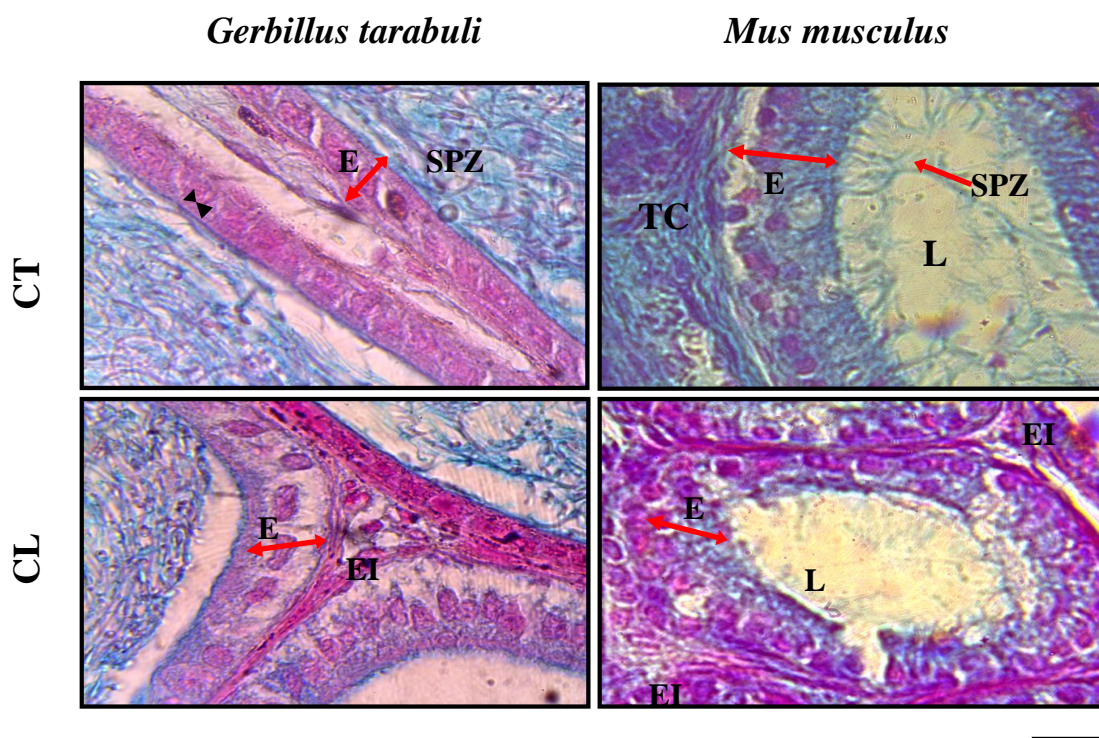 Gerbillus tarabuli
Mus musculus
CT
E
SPZ
E
SPZ
TC
L
CL
E
EI
EI
E
L
EI